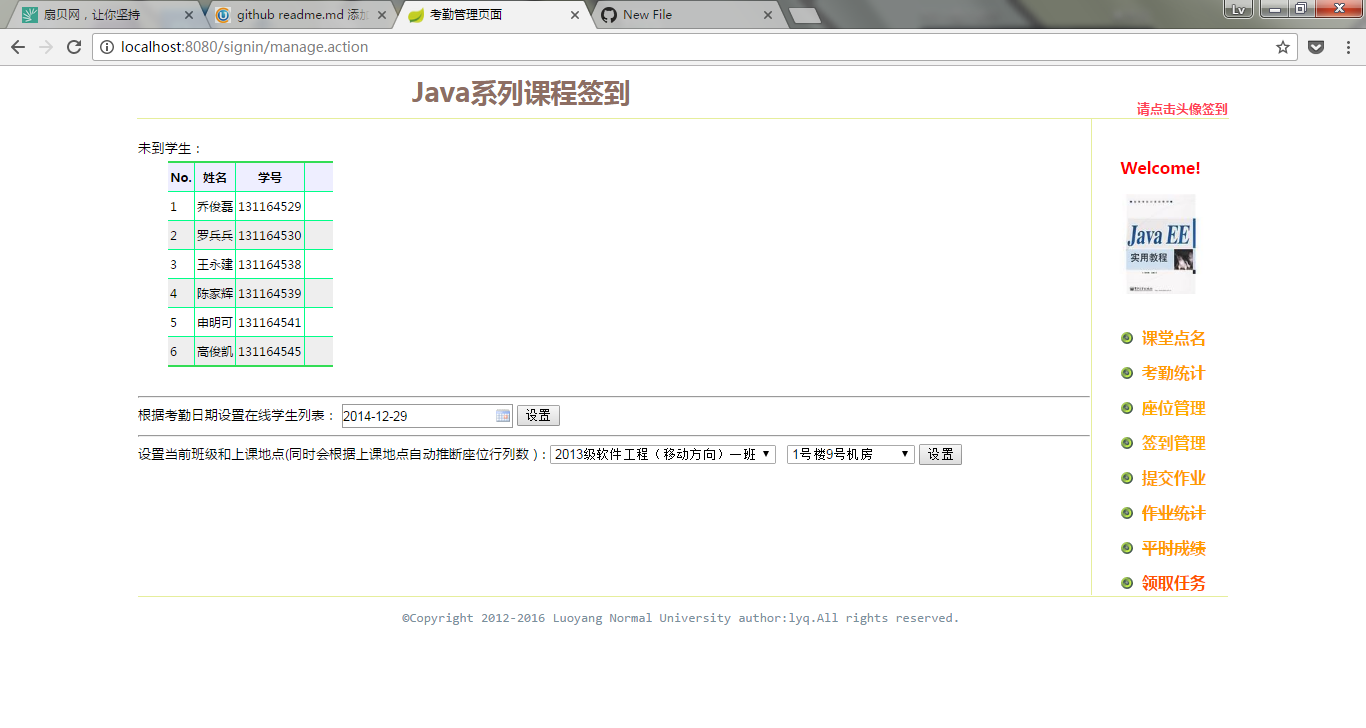 扇贝网，让你坚持
github readme.md 添加
考勤管理页面
New File
Lv
localhost:8080/signin/manage.action
Java系列课程签到
请点击头像签到
未到学生：
No. 姓名 学号
1 乔俊磊 131164529
2 罗兵兵 131164530
3 王永建 131164538
4 陈家辉 131164539
5 申明可 131164541
6 高俊凯 131164545
根据考勤日期设置在线学生列表： 2014-12-29 设置
设置当前班级和上课地点(同时会根据上课地点自动推断座位行列数)： 2013级软件工程（移动方向）一班 1号楼9号机房 设置
Welcome!
Java EE
实用教程
课堂点名
考勤统计
座位管理
签到管理
提交作业
作业统计
平时成绩
领取任务
©Copyright 2012-2016 Luoyang Normal University author:lyq.All rights reserved.